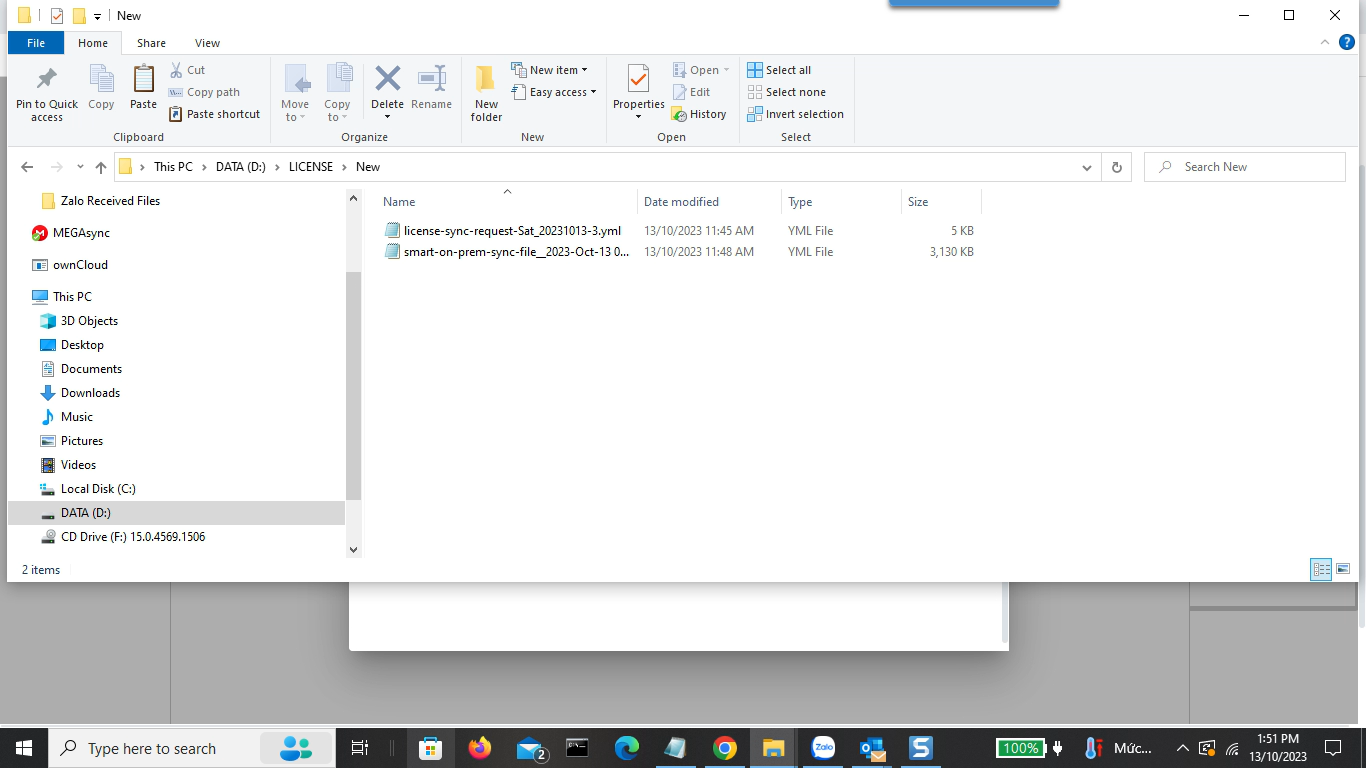 New
File Home Share View
Pin to Quick access
Copy
Paste
Cut
Copy path
Paste shortcut
Clipboard
Move to
Copy to
Delete
Rename
Organize
New folder
New item
Easy access
New
Properties
Open
Edit
History
Open
Select all
Select none
Invert selection
Select
This PC > DATA (D:) > LICENSE > New
Search New
Zalo Received Files
MEGAsync
ownCloud
This PC
3D Objects
Desktop
Documents
Downloads
Music
Pictures
Videos
Local Disk (C:)
DATA (D:)
CD Drive (F:) 15.0.4569.1506
Name Date modified Type Size
license-sync-request-Sat_20231013-3.yml 13/10/2023 11:45 AM YML File 5 KB
smart-on-prem-sync-file__2023-Oct-13 0... 13/10/2023 11:48 AM YML File 3,130 KB
2 items
Type here to search
2
Zalo
S
100%
Mức...
1:51 PM
13/10/2023